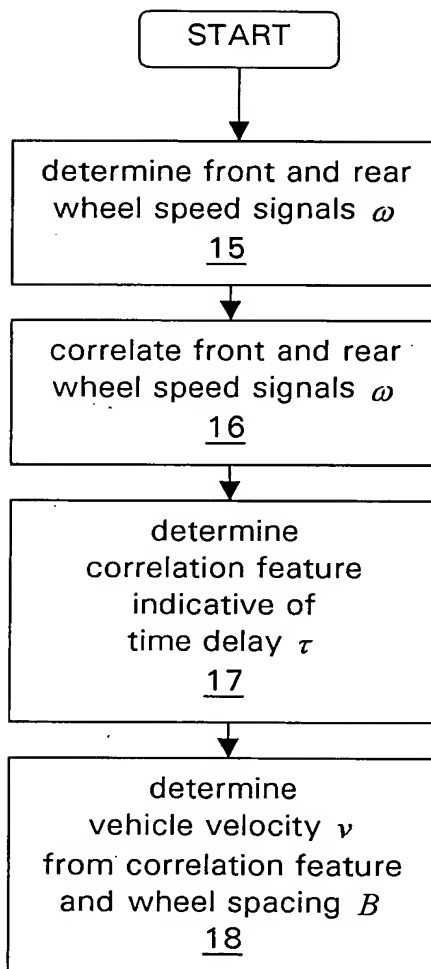 START
determine front and rear
wheel speed signals ω
15
correlate front and rear
wheel speed signals ω
16
determine
correlation feature
indicative of
time delay τ
17
determine
vehicle velocity v
from correlation feature
and wheel spacing B
18